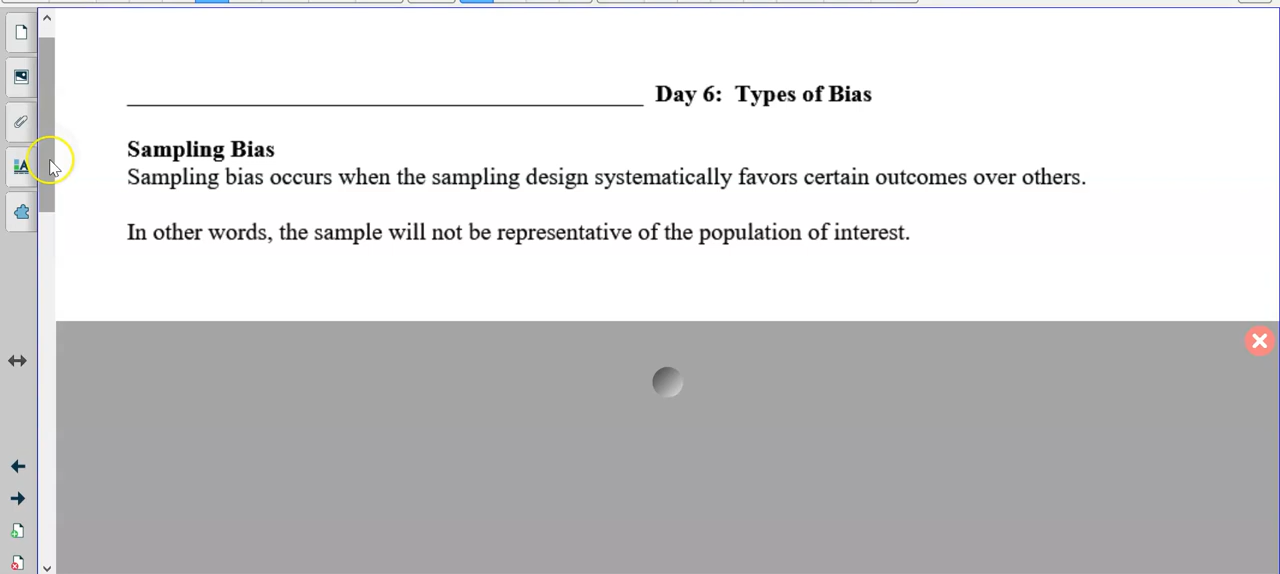 Day 6: Types of Bias
Sampling Bias
Sampling bias occurs when the sampling design systematically favors certain outcomes over others.
In other words, the sample will not be representative of the population of interest.